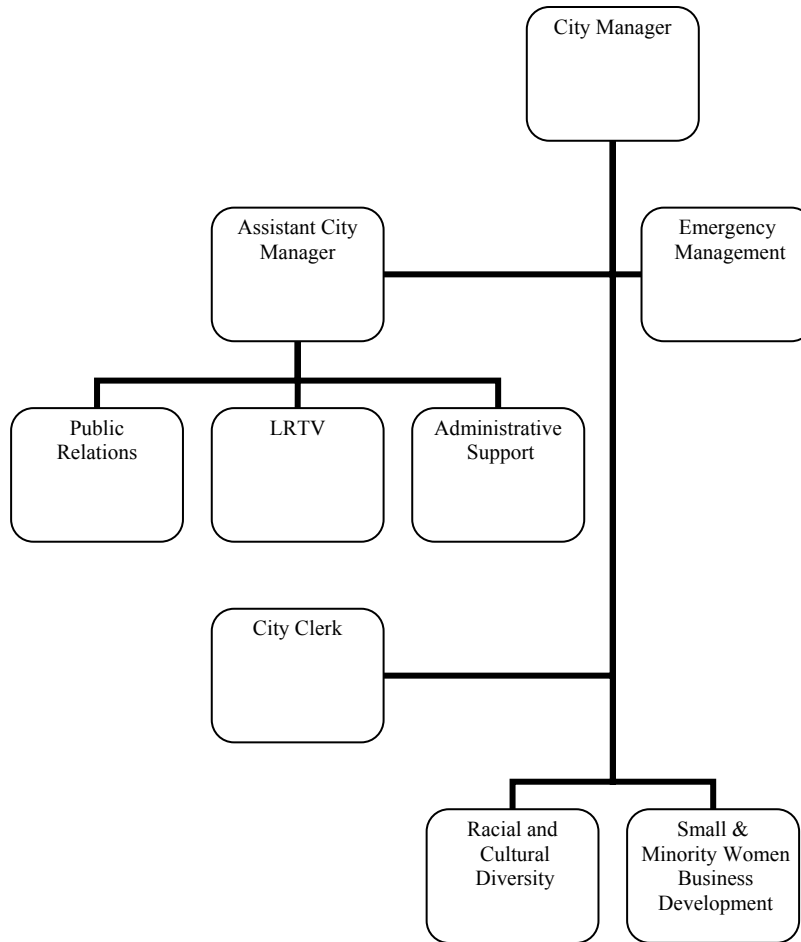 City Manager
Assistant City
Manager
Emergency
Management
Public
Relations
LRTV
Administrative
Support
City Clerk
Racial and
Cultural
Diversity
Small &
Minority Women
Business
Development